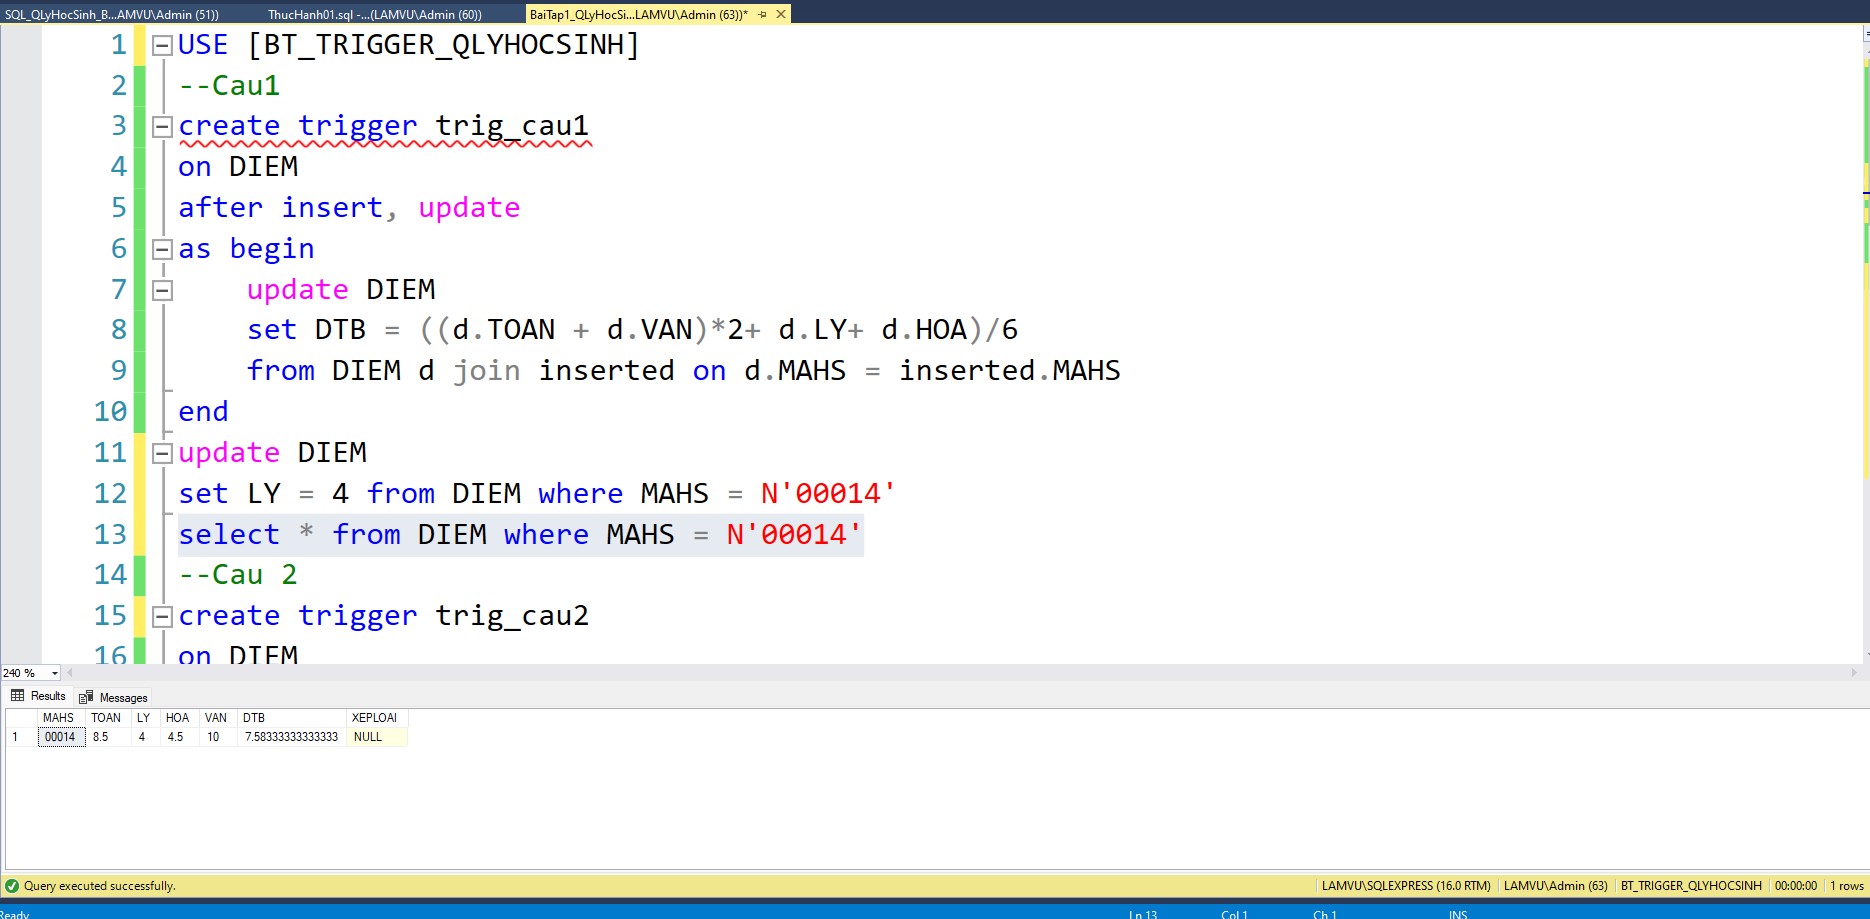 SQL_QLyHocSinh_B...AMVU\Admin (51))
ThucHanh01.sql -...(LAMVU\Admin (60))
BaiTap1_QLyHocSi...LAMVU\Admin (63))*
1 USE [BT_TRIGGER_QLYHOCSINH]
2 --Cau1
3 create trigger trig_cau1
4 on DIEM
5 after insert, update
6 as begin
7 update DIEM
8 set DTB = ((d.TOAN + d.VAN)*2+ d.LY+ d.HOA)/6
9 from DIEM d join inserted on d.MAHS = inserted.MAHS
10 end
11 update DIEM
12 set LY = 4 from DIEM where MAHS = N'00014'
13 select * from DIEM where MAHS = N'00014'
14 --Cau 2
15 create trigger trig_cau2
16 on DIEM
240 %
Results Messages
MAHS TOAN LY HOA VAN DTB XEPLOAI
1 00014 8.5 4 4.5 10 7.58333333333333 NULL
Query executed successfully. LAMVU\SQLEXPRESS (16.0 RTM) LAMVU\Admin (63) BT_TRIGGER_QLYHOCSINH 00:00:00 1 rows
Ready Ln 13 Col 1 Ch 1 INS